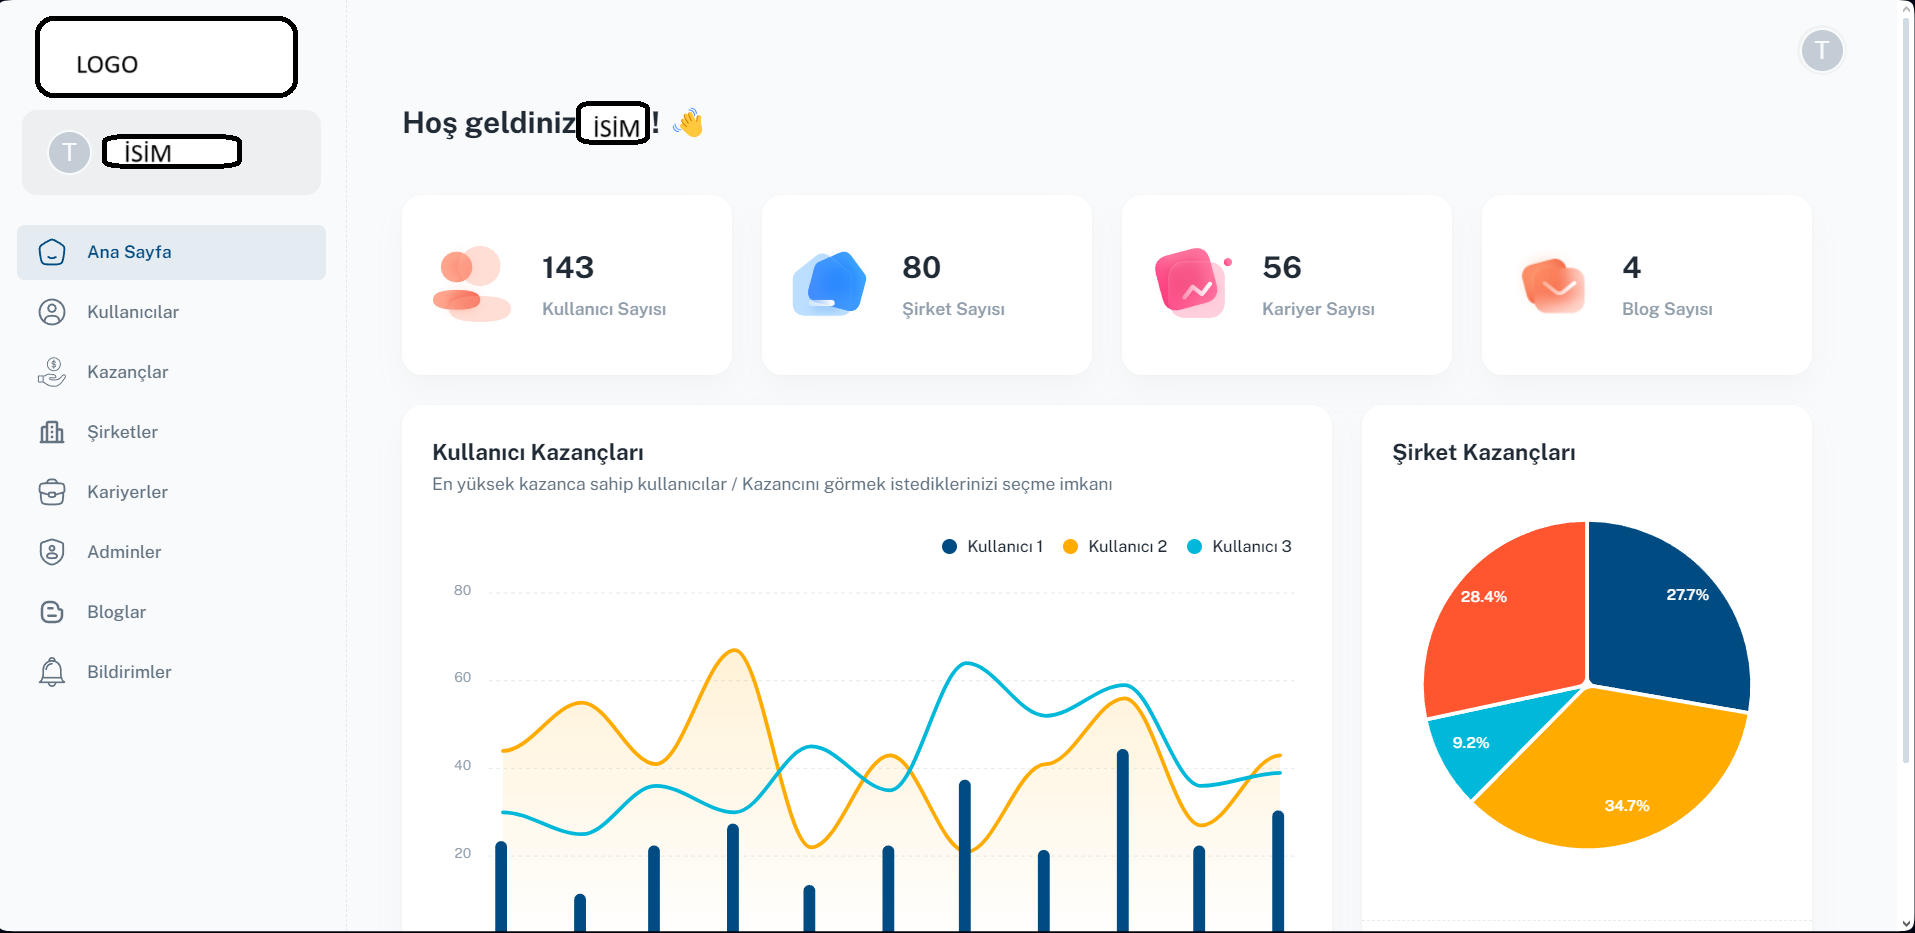 LOGO
T
T
İSİM
Hoş geldiniz İSİM! 👋
Ana Sayfa
Kullanıcılar
Kazançlar
Şirketler
Kariyerler
Adminler
Bloglar
Bildirimler
143
Kullanıcı Sayısı
80
Şirket Sayısı
56
Kariyer Sayısı
4
Blog Sayısı
Kullanıcı Kazançları
En yüksek kazanca sahip kullanıcılar / Kazancını görmek istediklerinizi seçme imkanı
Kullanıcı 1 Kullanıcı 2 Kullanıcı 3
80
60
40
20
Şirket Kazançları
28.4%
27.7%
9.2%
34.7%